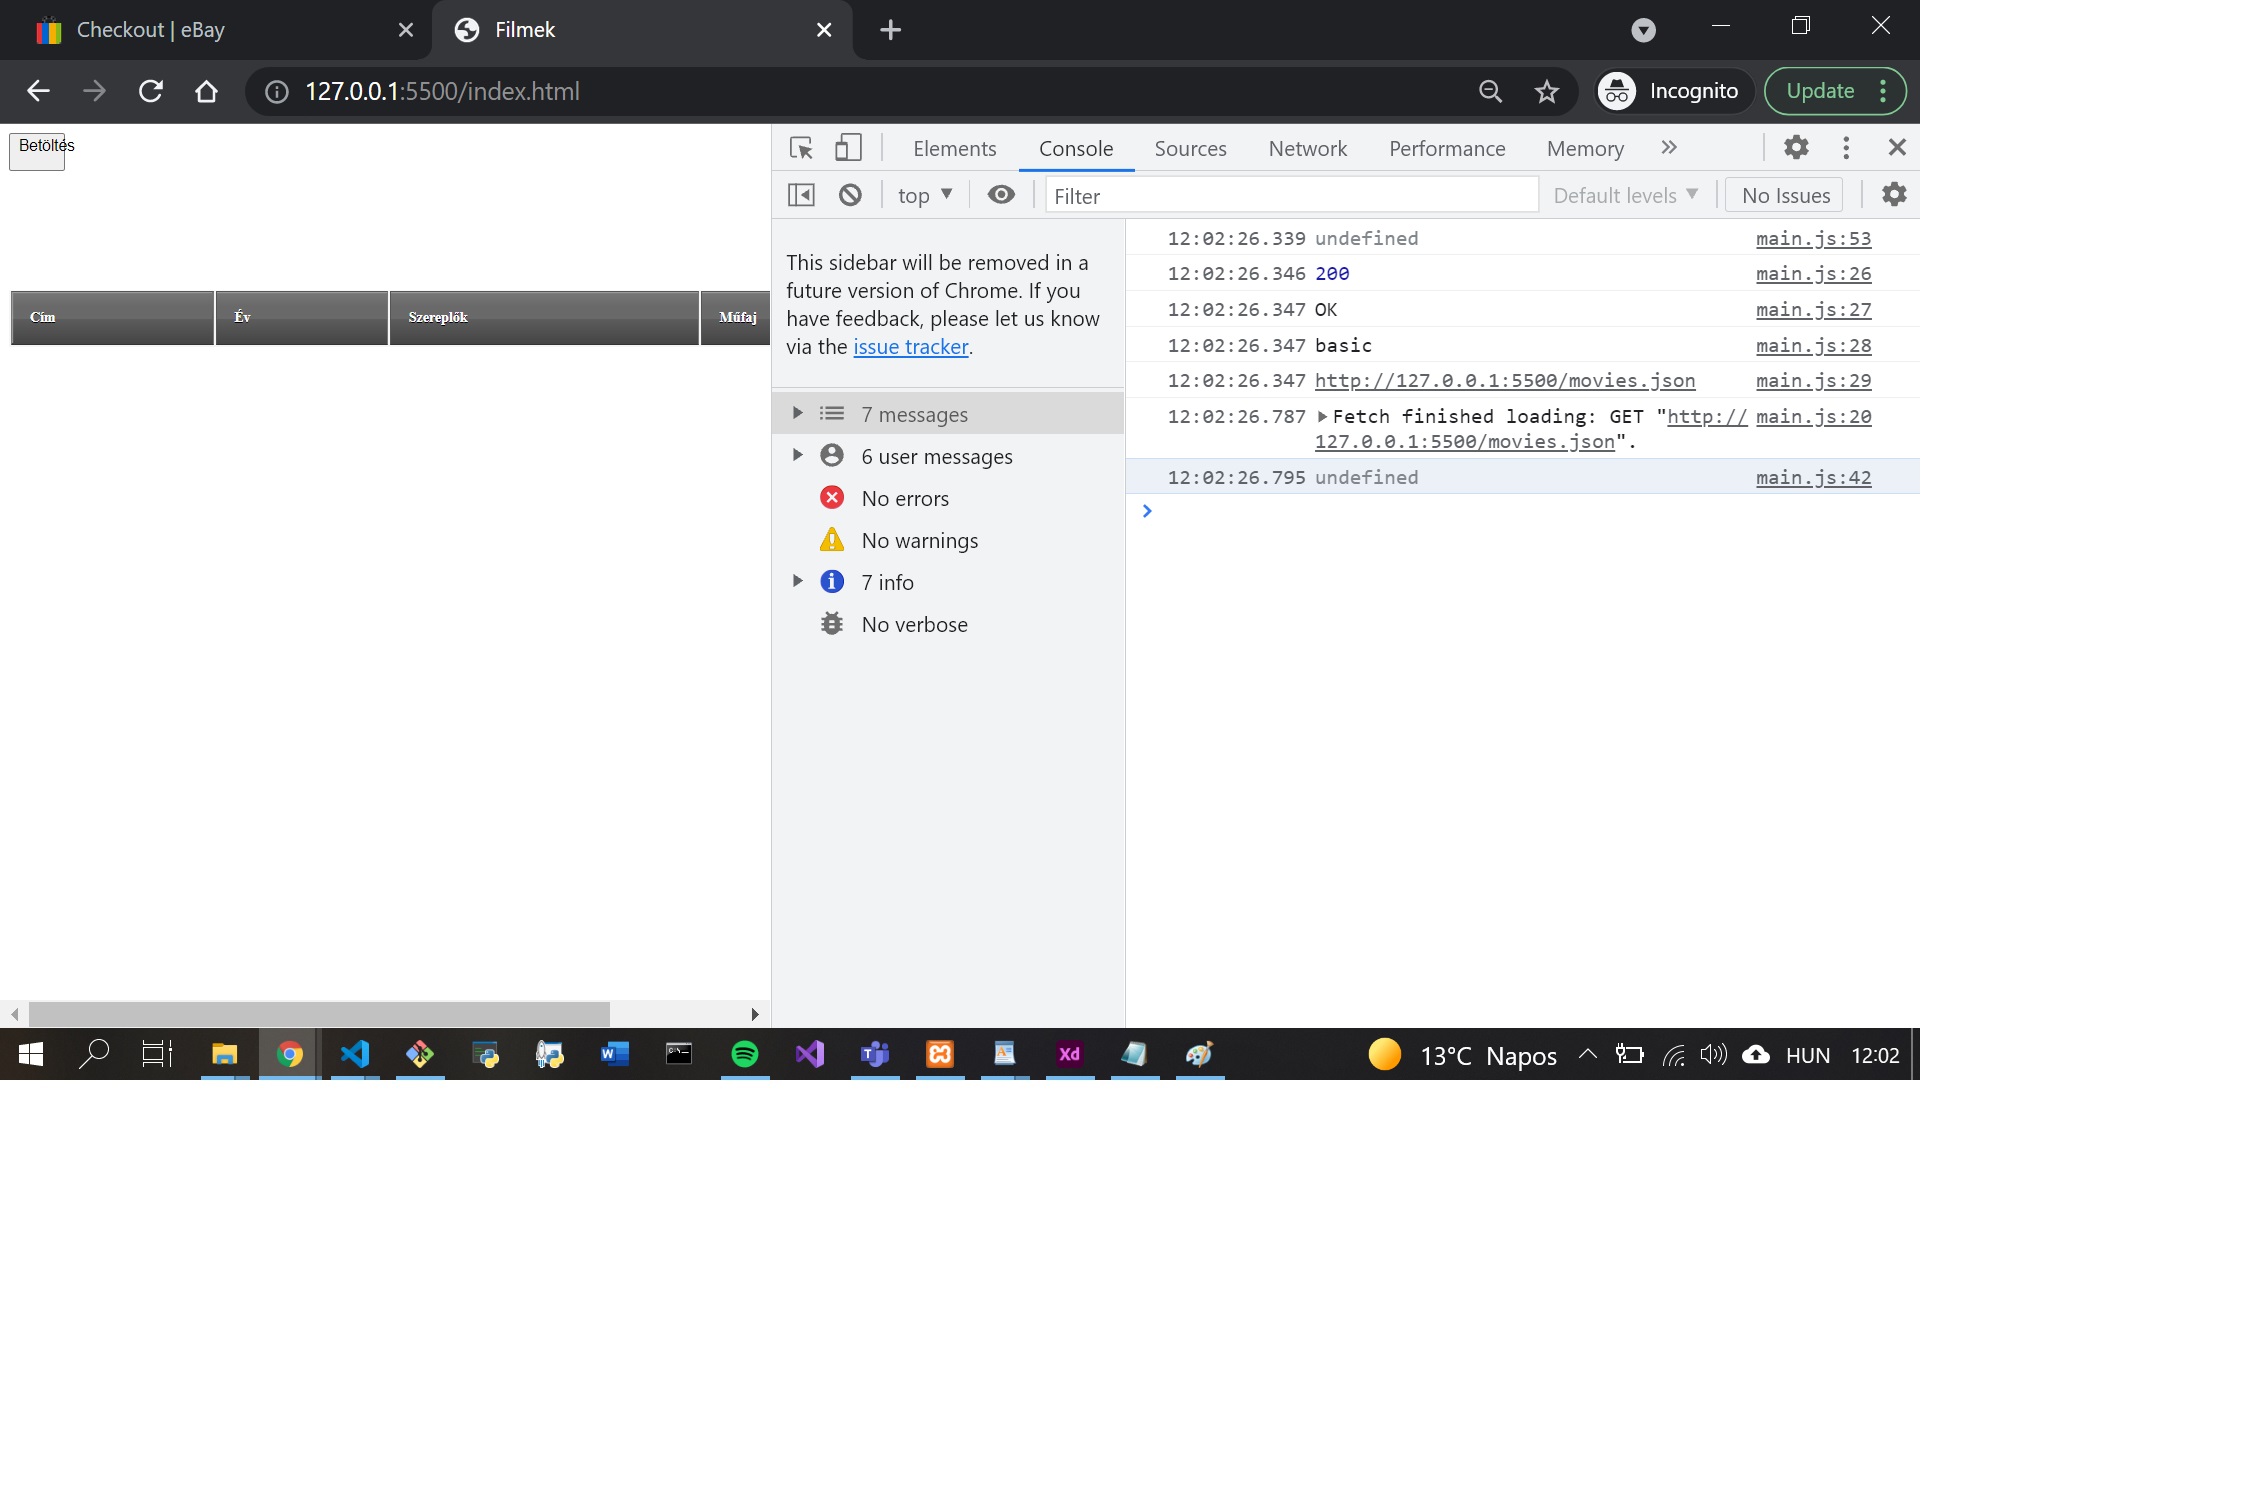 Checkout | eBay
Filmek
127.0.0.1:5500/index.html
Incognito
Update
Betöltés
Cím Év Szereplők Műfaj
Elements Console Sources Network Performance Memory
top Filter Default levels No Issues
This sidebar will be removed in a
future version of Chrome. If you
have feedback, please let us know
via the issue tracker.
7 messages
6 user messages
No errors
No warnings
7 info
No verbose
12:02:26.339 undefined main.js:53
12:02:26.346 200 main.js:26
12:02:26.347 OK main.js:27
12:02:26.347 basic main.js:28
12:02:26.347 http://127.0.0.1:5500/movies.json main.js:29
12:02:26.787 Fetch finished loading: GET "http:// main.js:20
127.0.0.1:5500/movies.json".
12:02:26.795 undefined main.js:42
W T Xd 13°C Napos HUN 12:02